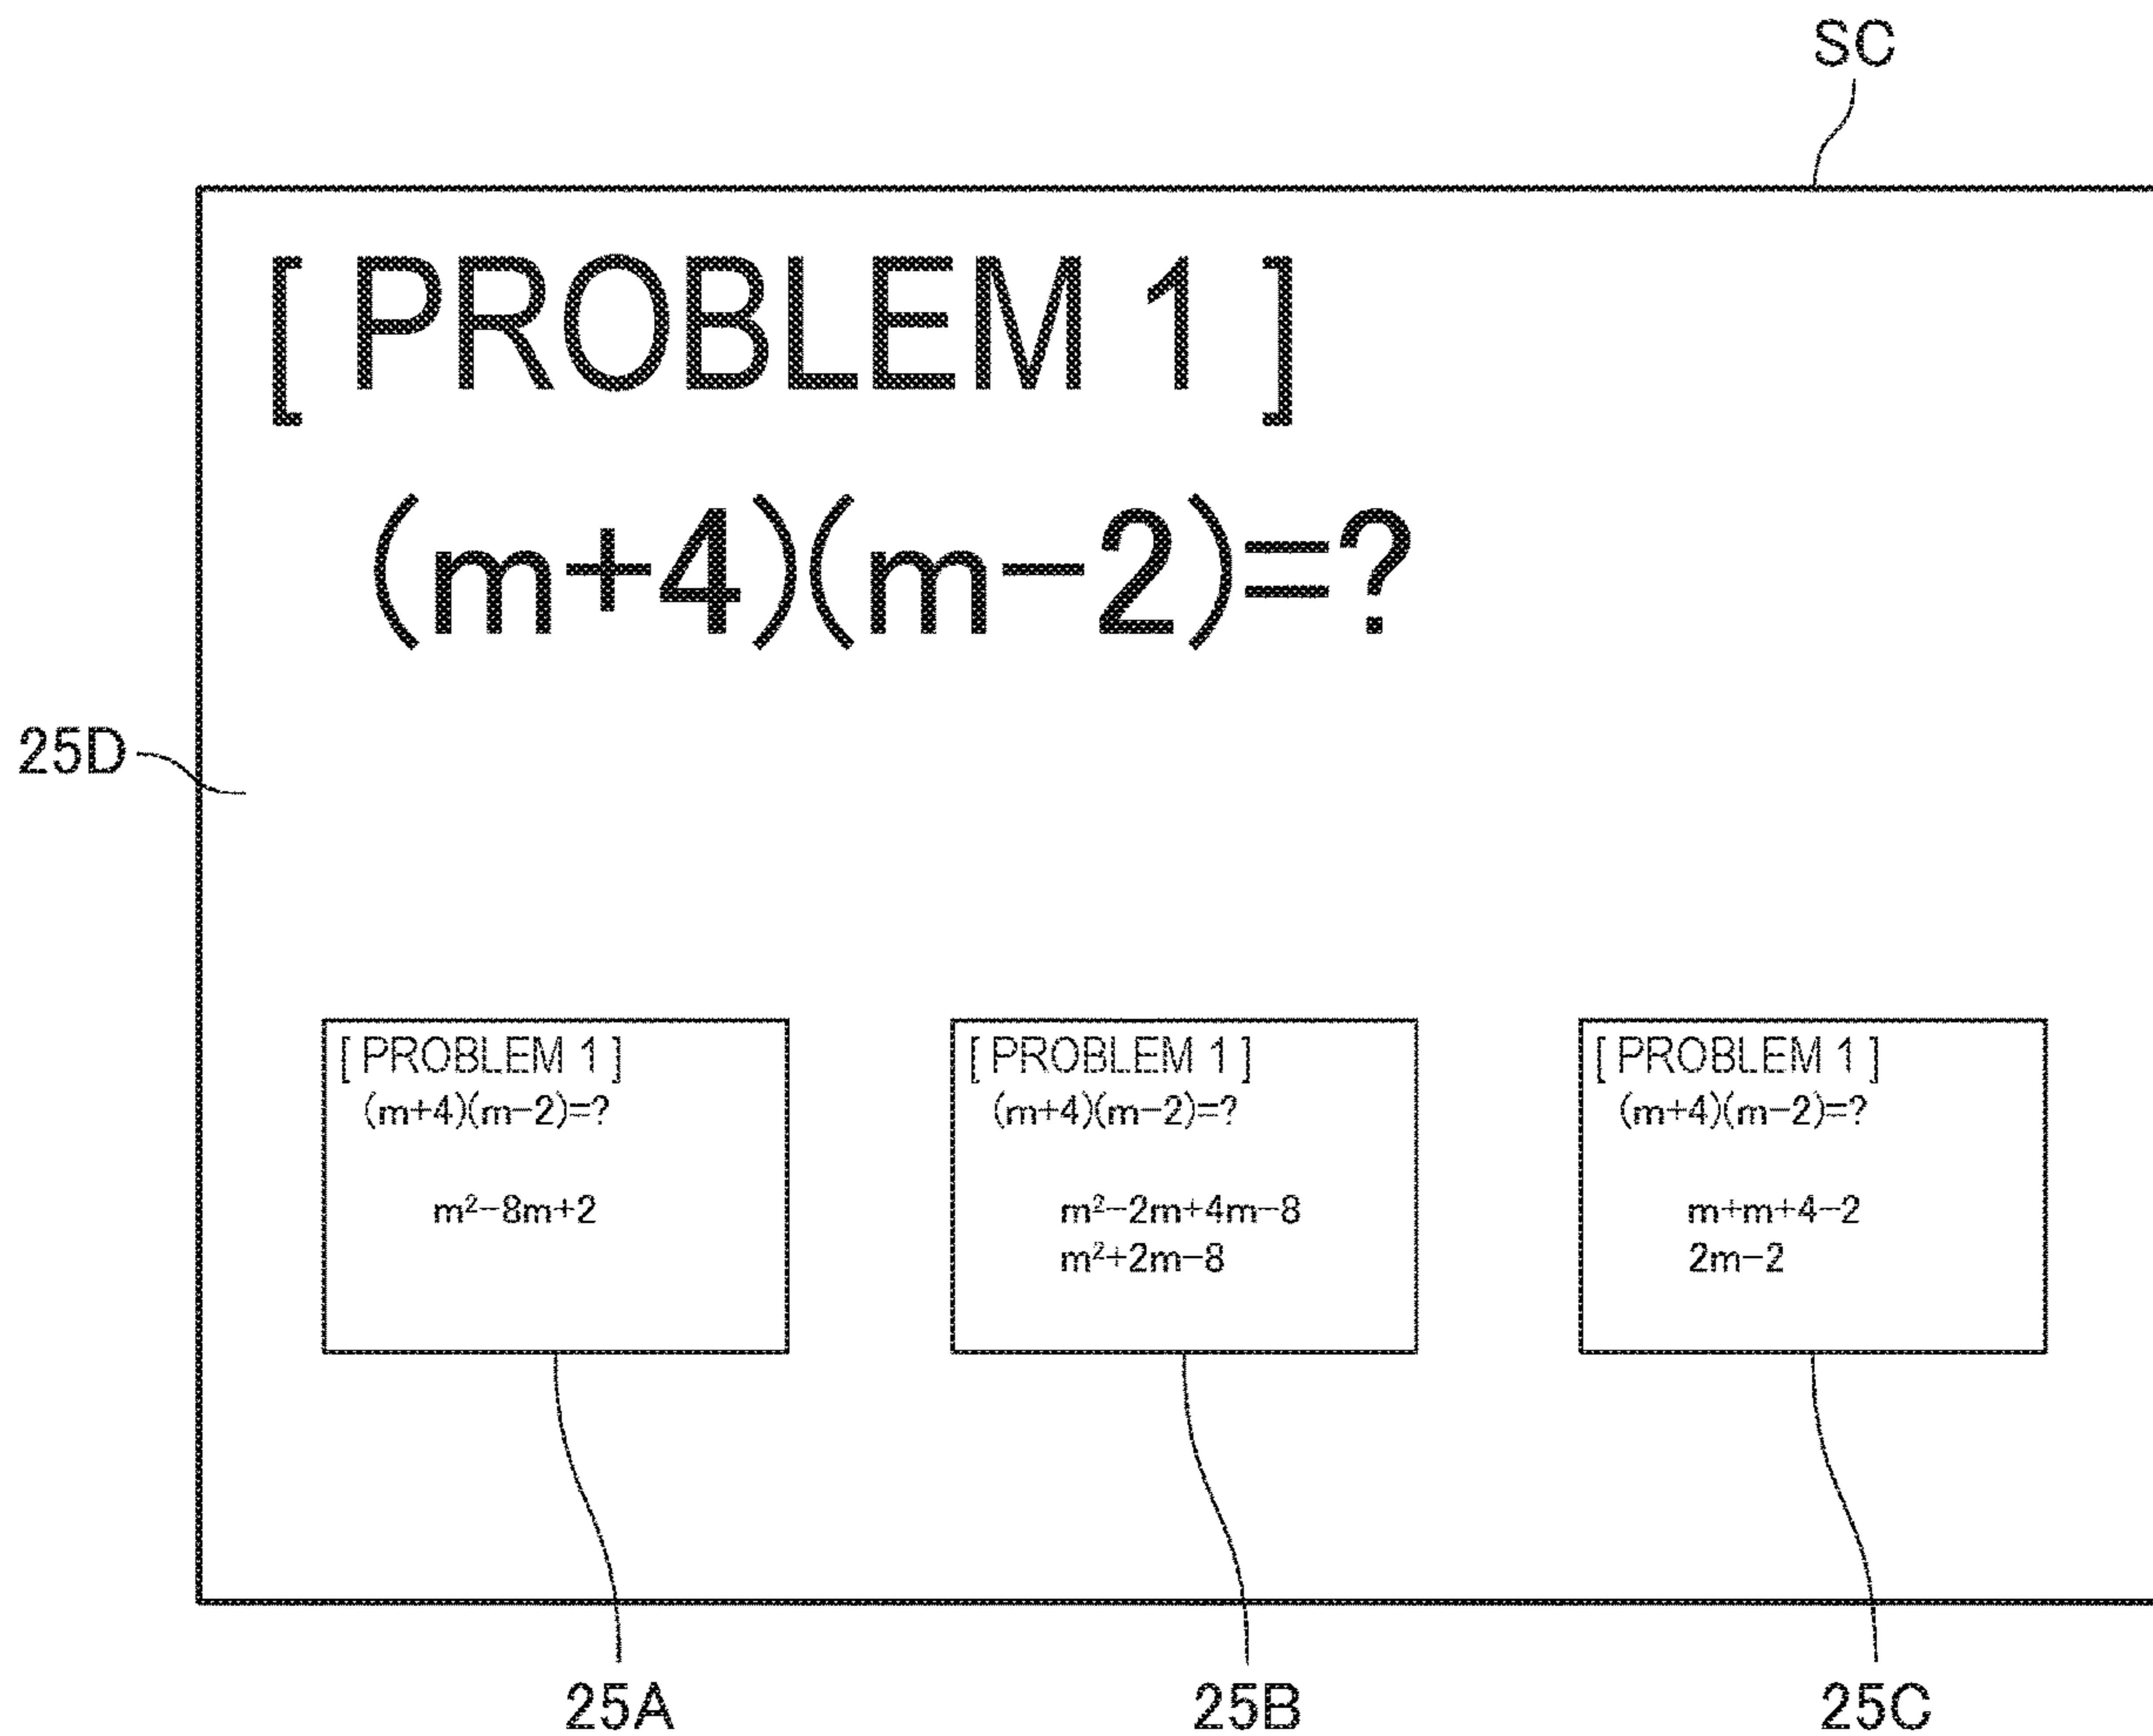 SC
[ PROBLEM 1 ]
(m+4)(m−2)=?
25D
[ PROBLEM 1 ]
(m+4)(m−2)=?
m²−8m+2
[ PROBLEM 1 ]
(m+4)(m−2)=?
m²−2m+4m−8
m²+2m−8
[ PROBLEM 1 ]
(m+4)(m−2)=?
m+m+4−2
2m−2
25A
25B
25C